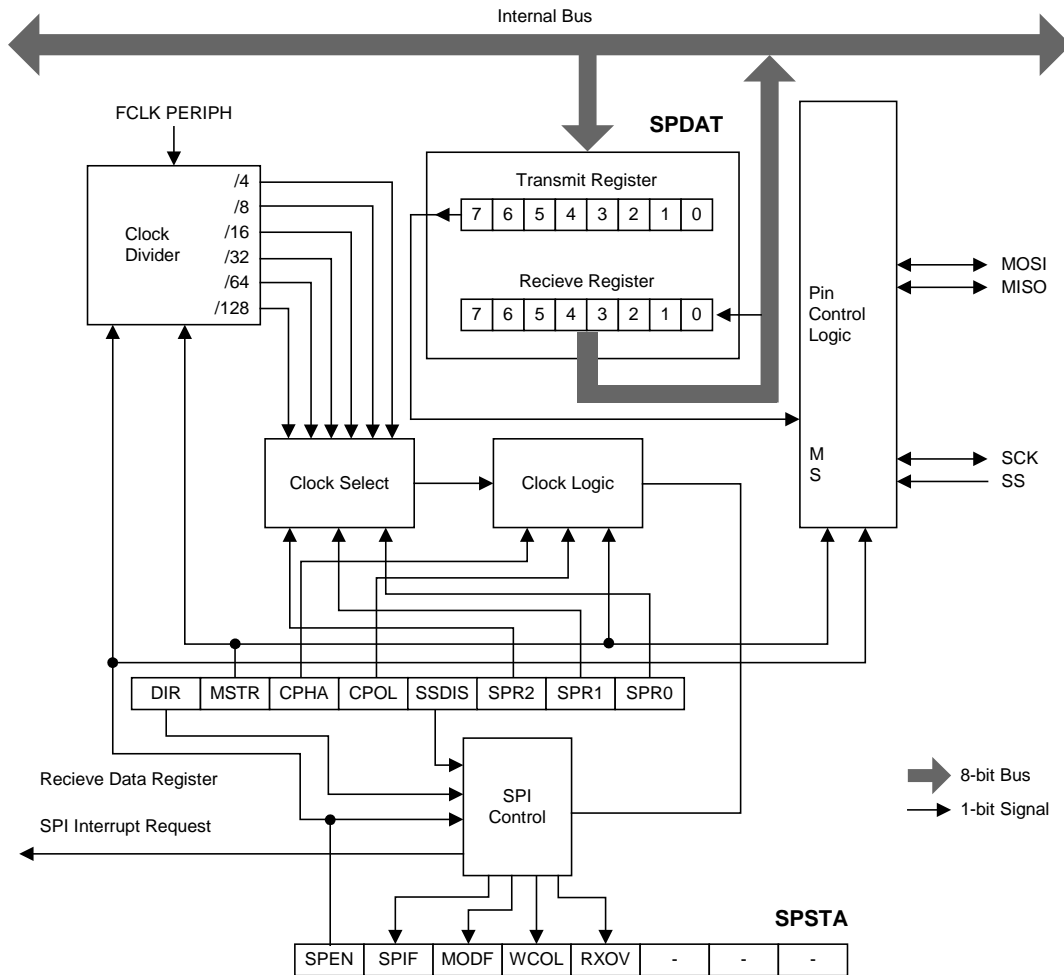 Internal Bus
FCLK PERIPH
SPDAT
Clock
Divider
/4
/8
/16
/32
/64
/128
Transmit Register
7 6 5 4 3 2 1 0
Recieve Register
7 6 5 4 3 2 1 0
Pin
Control
Logic
M
S
MOSI
MISO
SCK
SS
Clock Select
Clock Logic
DIR MSTR CPHA CPOL SSDIS SPR2 SPR1 SPR0
Recieve Data Register
SPI Interrupt Request
SPI
Control
8-bit Bus
1-bit Signal
SPSTA
SPEN SPIF MODF WCOL RXOV - - -